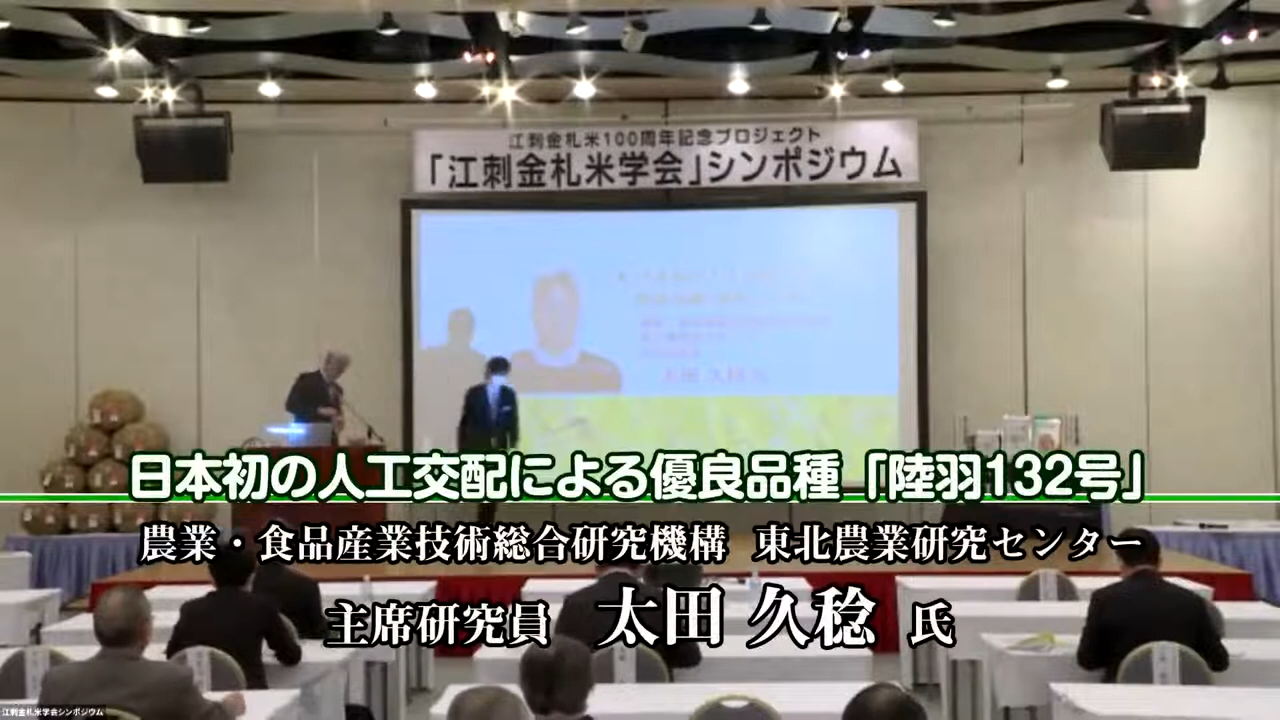 江刺金札米100周年記念プロジェクト
「江刺金札米学会」シンポジウム
日本初の人工交配による優良品種「陸羽132号」
農業・食品産業技術総合研究機構 東北農業研究センター
主席研究員 太田 久稔 氏
江刺金札米学会シンポジウム